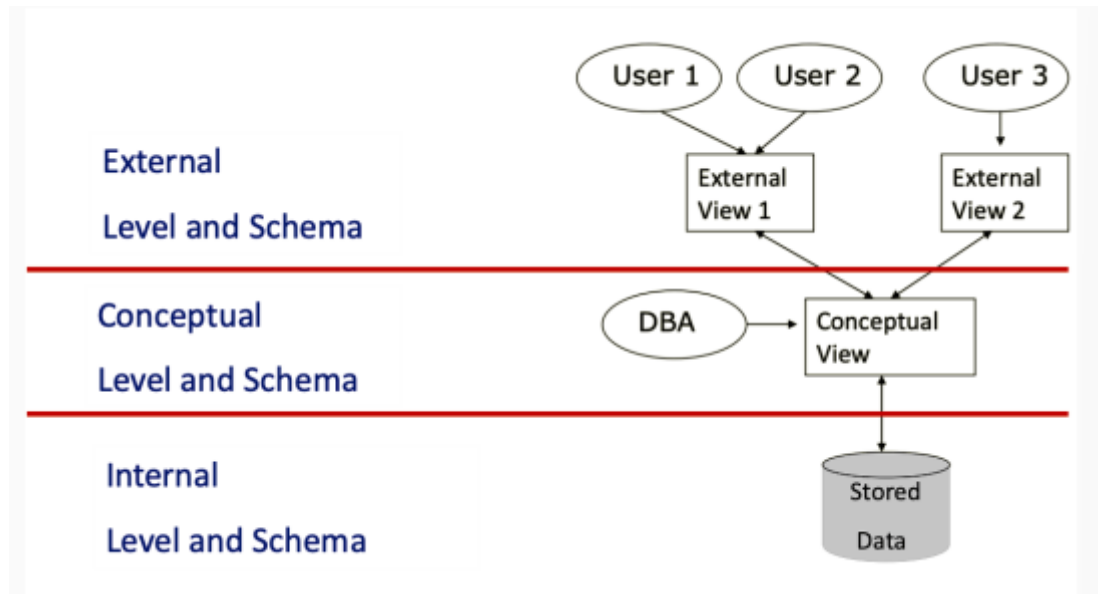 User 1
User 2
User 3
External
Level and Schema
External
View 1
External
View 2
Conceptual
Level and Schema
DBA
Conceptual
View
Internal
Level and Schema
Stored
Data